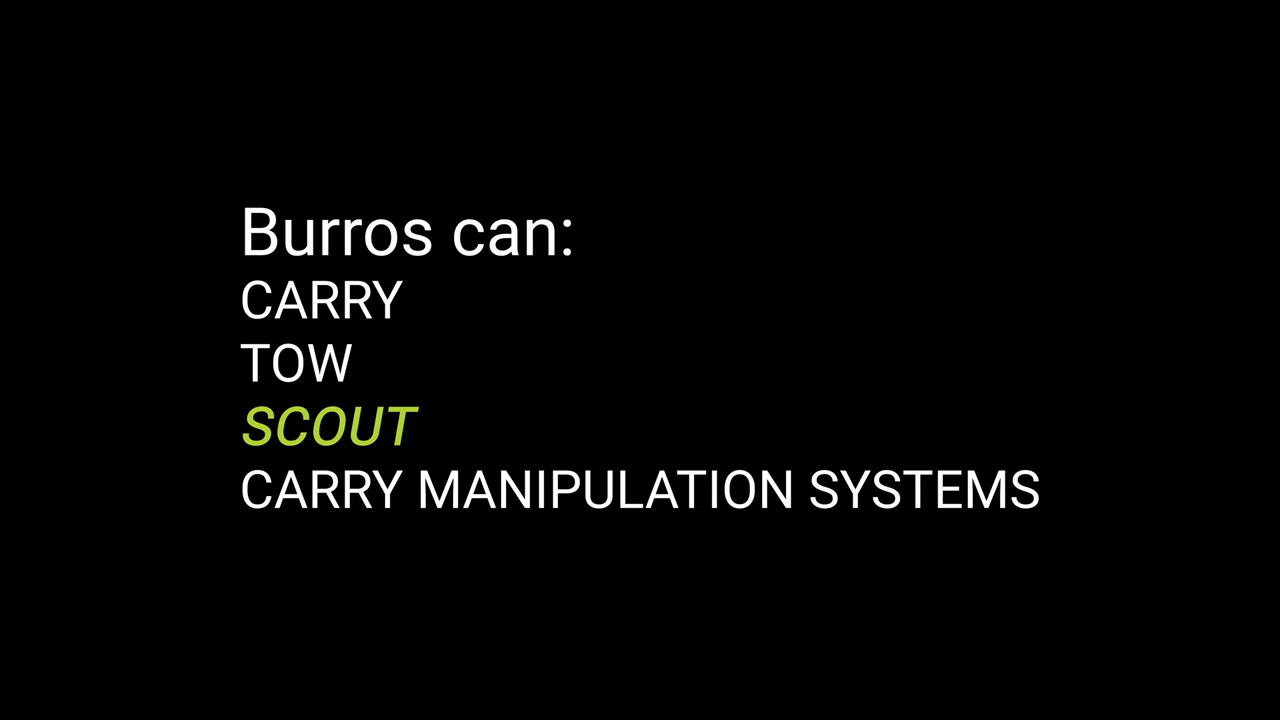 Burros can:
CARRY
TOW
SCOUT
CARRY MANIPULATION SYSTEMS